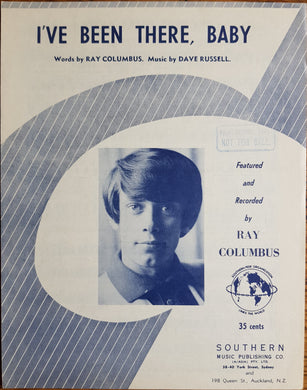 I'VE BEEN THERE, BABY
Words by RAY COLUMBUS. Music by DAVE RUSSELL.
NOT FOR SALE
Featured
and
Recorded
by
RAY
COLUMBUS
35 cents
SOUTHERN
MUSIC PUBLISHING CO.
(A/ASIA) PTY. LTD.
38-40 York Street, Sydney
and
198 Queen St., Auckland, N.Z.